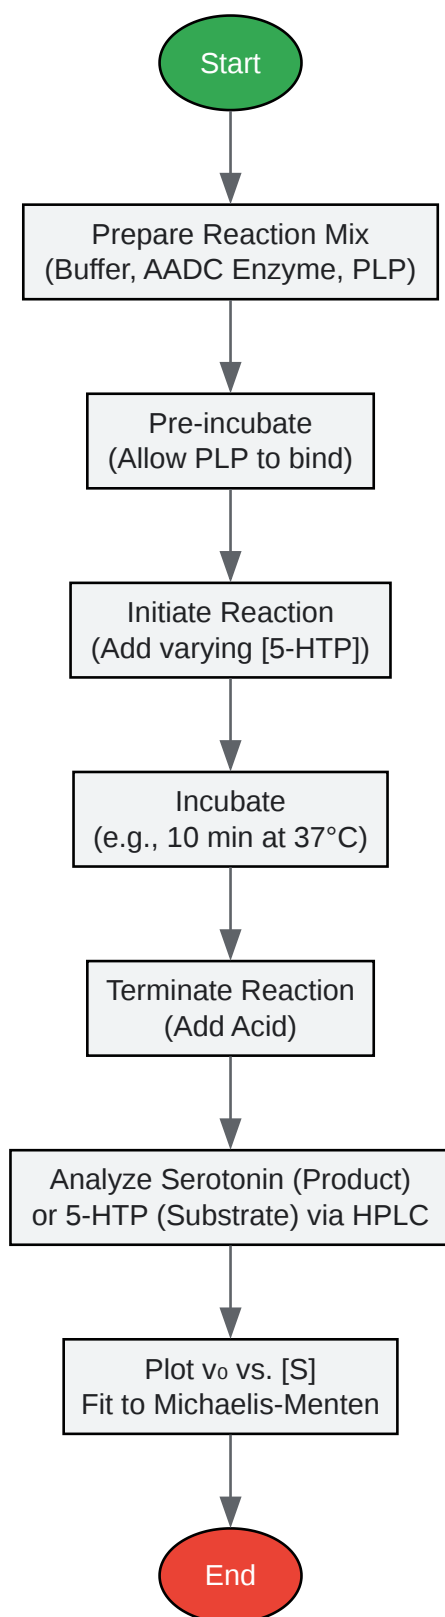 Start
Prepare Reaction Mix
(Buffer, AADC Enzyme, PLP)
Pre-incubate
(Allow PLP to bind)
Initiate Reaction
(Add varying [5-HTP])
Incubate
(e.g., 10 min at 37°C)
Terminate Reaction
(Add Acid)
Analyze Serotonin (Product)
or 5-HTP (Substrate) via HPLC
Plot v₀ vs. [S]
Fit to Michaelis-Menten
End